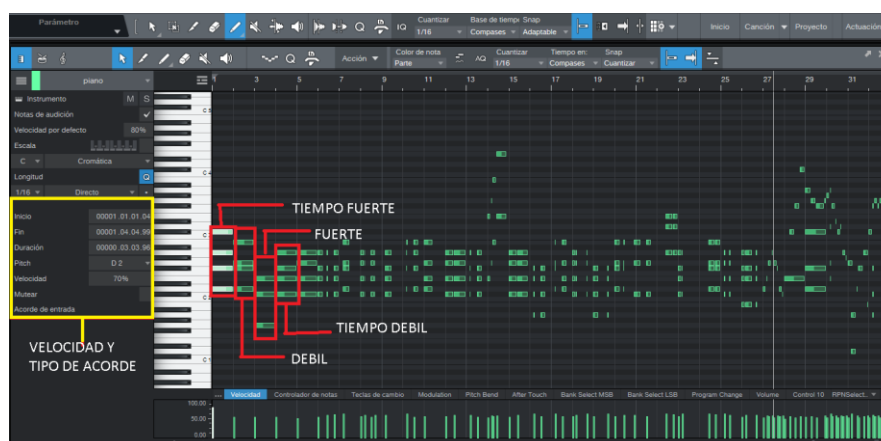 Parámetro
IQ
Cuantizar
1/16
Base de tiempo
Compases
Snap
Adaptable
Inicio
Canción
Proyecto
Actuación
Acción
Color de nota
Parte
AQ
Cuantizar
1/16
Tiempo en:
Compases
Snap
Cuantizar
piano
3 5 7 9 11 13 15 17 19 21 23 25 27 29 31
Instrumento M S
Notas de audición
Velocidad por defecto 80%
Escala
C Cromática
Longitud Q
1/16 Directo
Inicio 00001.01.01.04
Fin 00001.04.04.99
Duración 00000.03.03.96
Pitch D 2
Velocidad 70%
Mutear
Acorde de entrada
C 5
C 4
C 3
C 2
C 1
TIEMPO FUERTE
FUERTE
TIEMPO DEBIL
DEBIL
VELOCIDAD Y
TIPO DE ACORDE
... Velocidad Controlador de notas Teclas de cambio Modulation Pitch Bend After Touch Bank Select MSB Bank Select LSB Program Change Volume Control 10 RPNSelect..
100.00
50.00
0.00